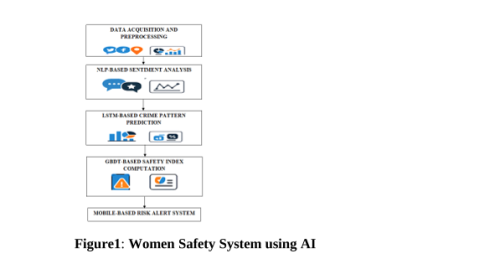 DATA ACQUISITION AND
PREPROCESSING
NLP-BASED SENTIMENT ANALYSIS
LSTM-BASED CRIME PATTERN
PREDICTION
GBDT-BASED SAFETY INDEX
COMPUTATION
MOBILE-BASED RISK ALERT SYSTEM
Figure1: Women Safety System using AI